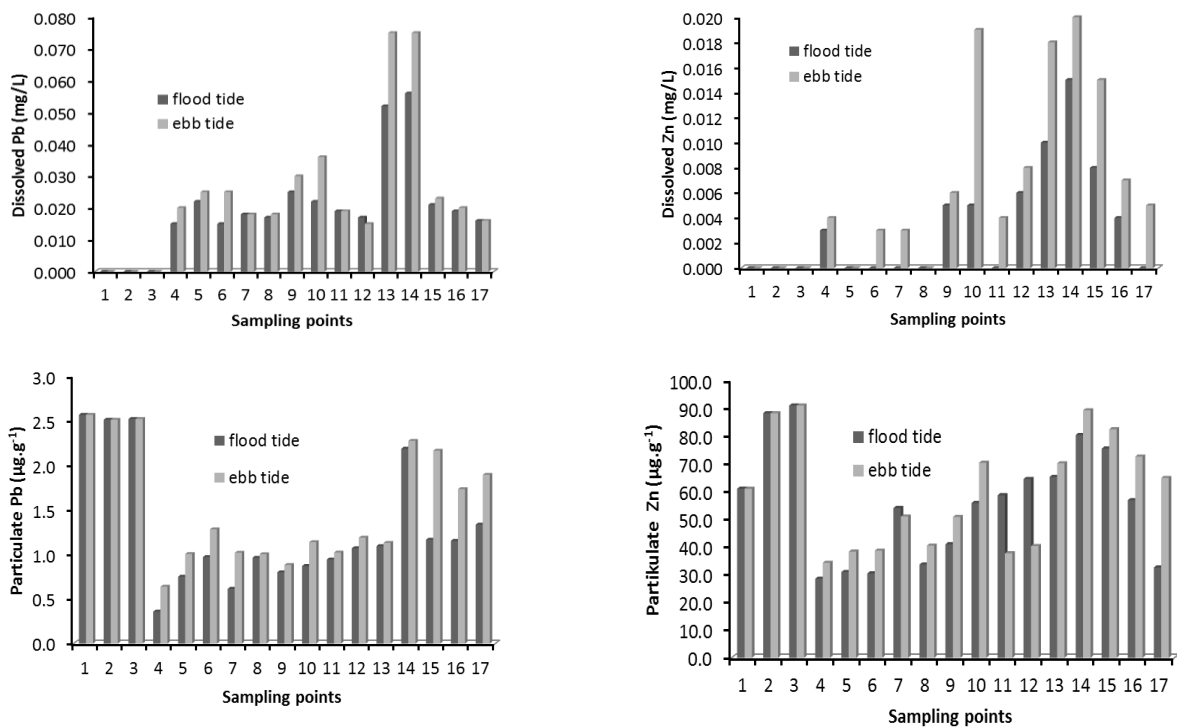 Dissolved Pb (mg/L)
0.080
0.070
0.060
0.050
0.040
0.030
0.020
0.010
0.000
flood tide
ebb tide
1 2 3 4 5 6 7 8 9 10 11 12 13 14 15 16 17
Sampling points
Dissolved Zn (mg/L)
0.020
0.018
0.016
0.014
0.012
0.010
0.008
0.006
0.004
0.002
0.000
flood tide
ebb tide
1 2 3 4 5 6 7 8 9 10 11 12 13 14 15 16 17
Sampling points
Particulate Pb (µg.g⁻¹)
3.0
2.5
2.0
1.5
1.0
0.5
0.0
flood tide
ebb tide
1 2 3 4 5 6 7 8 9 10 11 12 13 14 15 16 17
Sampling points
Partikulate Zn (µg.g⁻¹)
100.0
90.0
80.0
70.0
60.0
50.0
40.0
30.0
20.0
10.0
0.0
flood tide
ebb tide
1 2 3 4 5 6 7 8 9 10 11 12 13 14 15 16 17
Sampling points